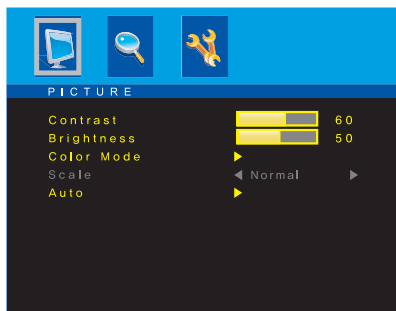 PICTURE
Contrast 60
Brightness 50
Color Mode
Scale Normal
Auto